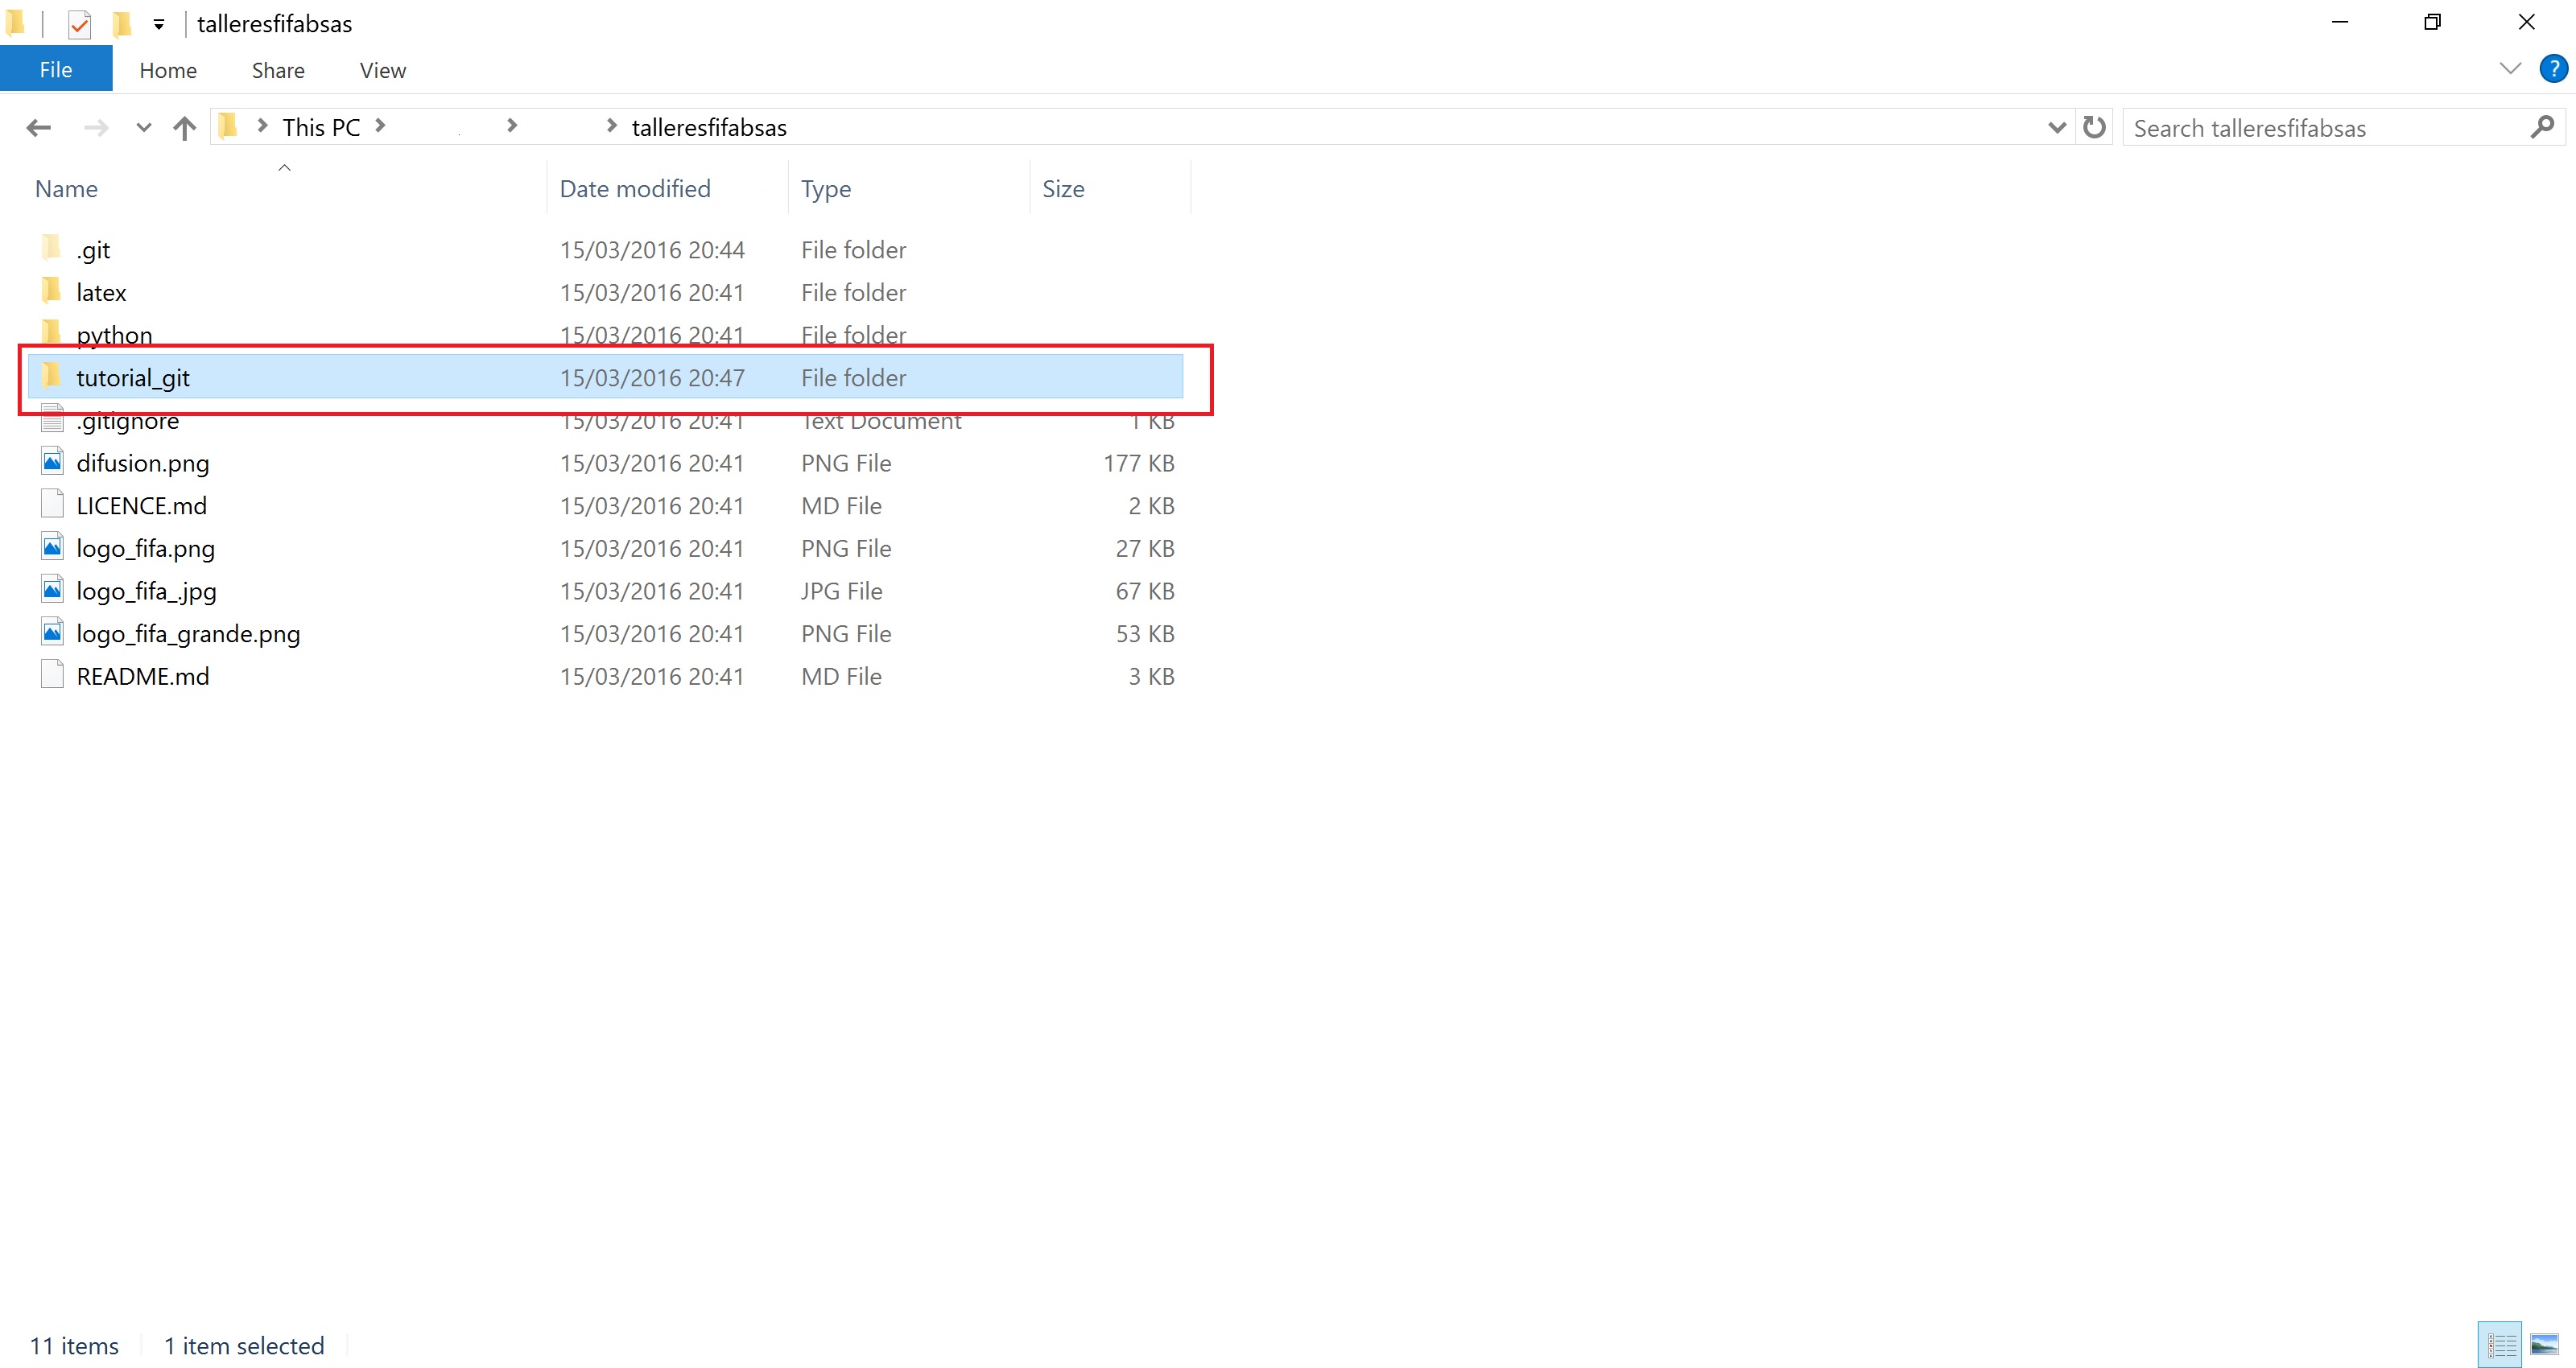 talleresfifabsas
File Home Share View
This PC talleresfifabsas Search talleresfifabsas
Name Date modified Type Size
.git 15/03/2016 20:44 File folder
latex 15/03/2016 20:41 File folder
python 15/03/2016 20:41 File folder
tutorial_git 15/03/2016 20:47 File folder
.gitignore 15/03/2016 20:41 Text Document 1 KB
difusion.png 15/03/2016 20:41 PNG File 177 KB
LICENCE.md 15/03/2016 20:41 MD File 2 KB
logo_fifa.png 15/03/2016 20:41 PNG File 27 KB
logo_fifa_.jpg 15/03/2016 20:41 JPG File 67 KB
logo_fifa_grande.png 15/03/2016 20:41 PNG File 53 KB
README.md 15/03/2016 20:41 MD File 3 KB
11 items 1 item selected